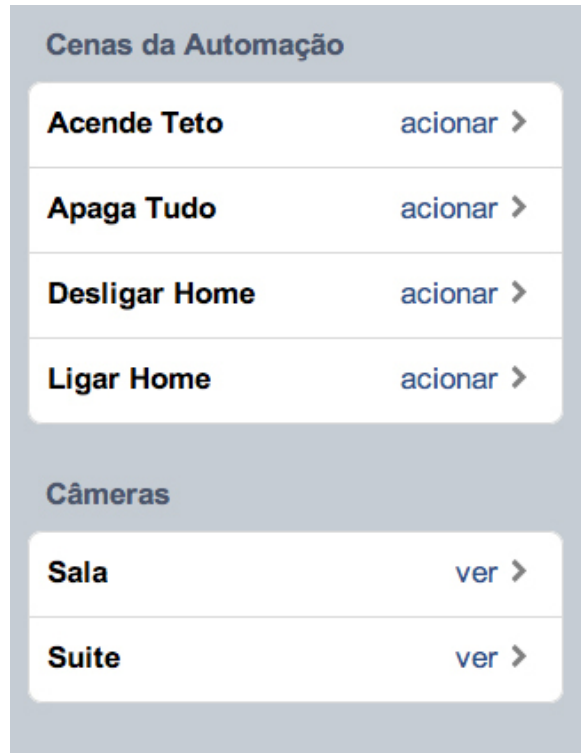 Cenas da Automação
Acende Teto acionar
Apaga Tudo acionar
Desligar Home acionar
Ligar Home acionar
Câmeras
Sala ver
Suite ver